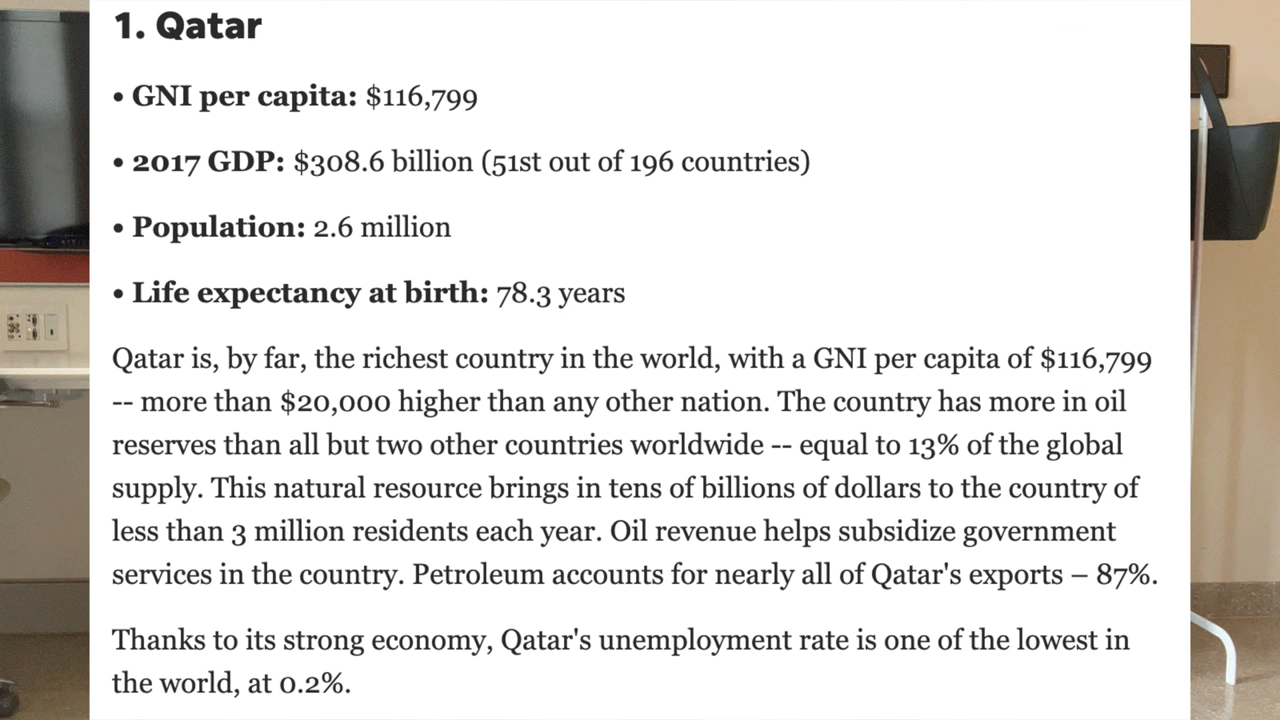 1. Qatar
• GNI per capita: $116,799
• 2017 GDP: $308.6 billion (51st out of 196 countries)
• Population: 2.6 million
• Life expectancy at birth: 78.3 years
Qatar is, by far, the richest country in the world, with a GNI per capita of $116,799
-- more than $20,000 higher than any other nation. The country has more in oil
reserves than all but two other countries worldwide -- equal to 13% of the global
supply. This natural resource brings in tens of billions of dollars to the country of
less than 3 million residents each year. Oil revenue helps subsidize government
services in the country. Petroleum accounts for nearly all of Qatar's exports – 87%.
Thanks to its strong economy, Qatar's unemployment rate is one of the lowest in
the world, at 0.2%.